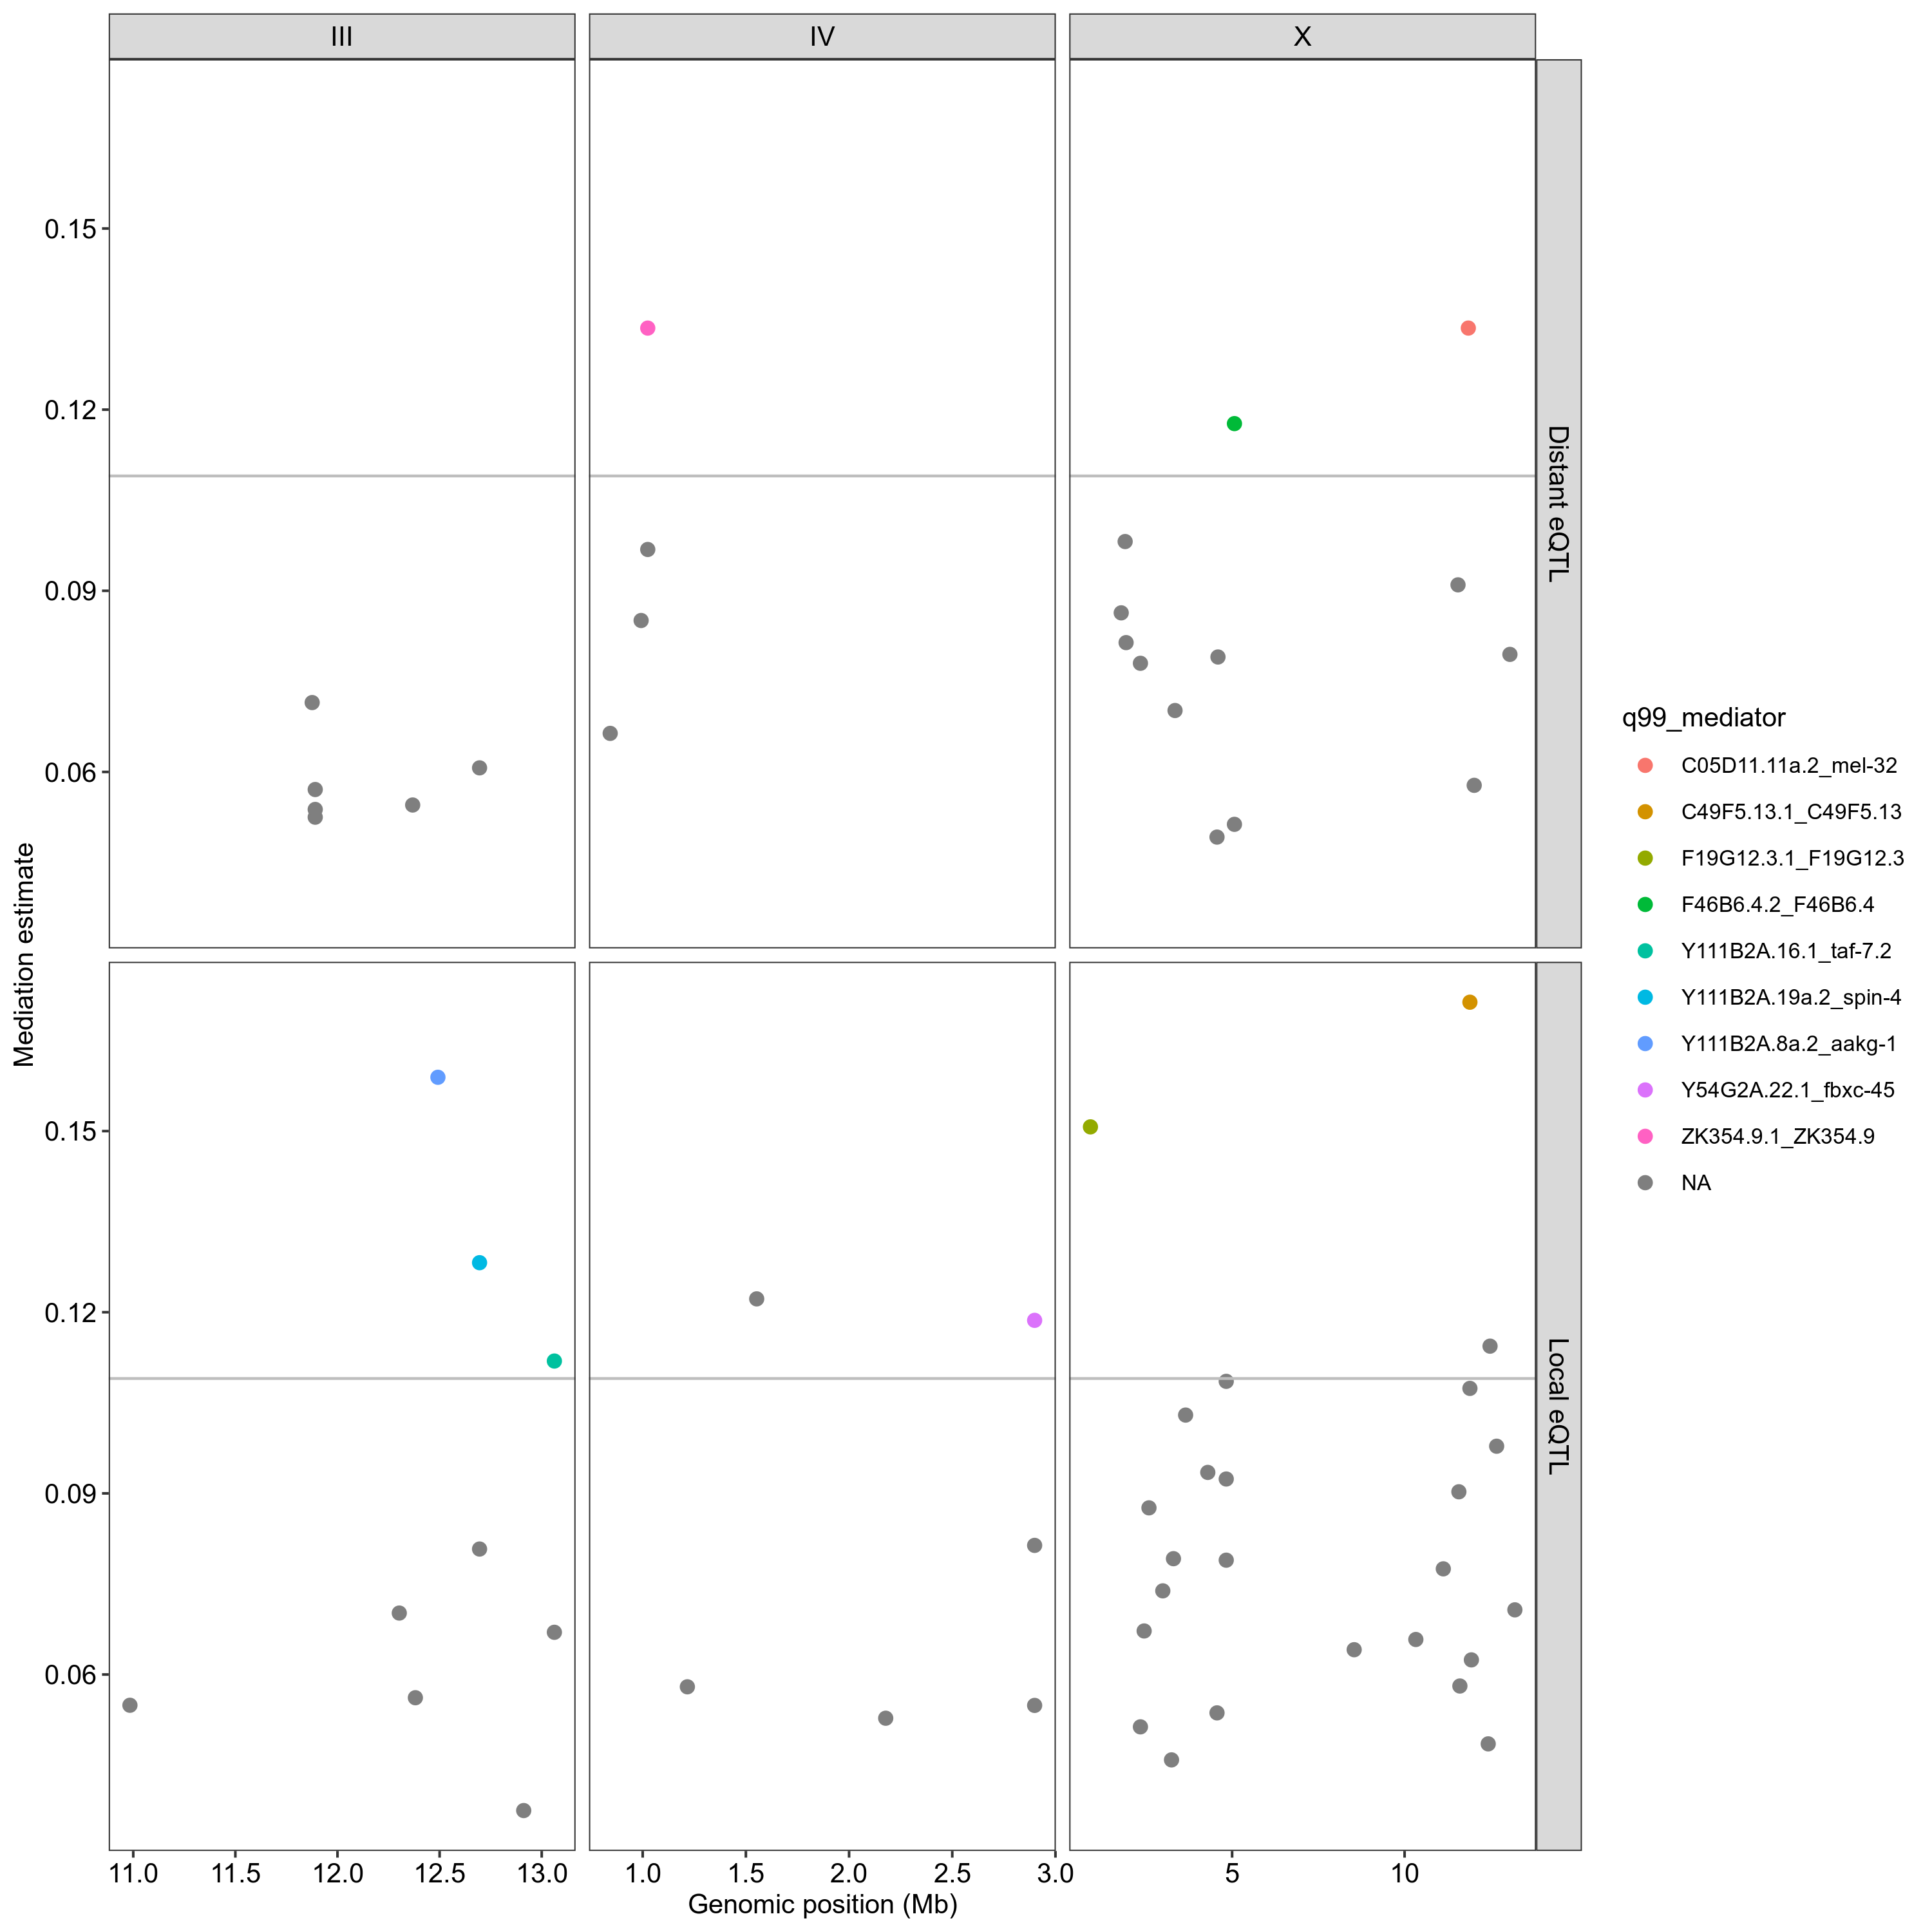 III
IV
X
0.15
0.12
0.09
0.06
Distant eQTL
Mediation estimate
0.15
0.12
0.09
0.06
Local eQTL
11.0 11.5 12.0 12.5 13.0
1.0 1.5 2.0 2.5 3.0
5 10
Genomic position (Mb)
q99_mediator
C05D11.11a.2_mel-32
C49F5.13.1_C49F5.13
F19G12.3.1_F19G12.3
F46B6.4.2_F46B6.4
Y111B2A.16.1_taf-7.2
Y111B2A.19a.2_spin-4
Y111B2A.8a.2_aakg-1
Y54G2A.22.1_fbxc-45
ZK354.9.1_ZK354.9
NA